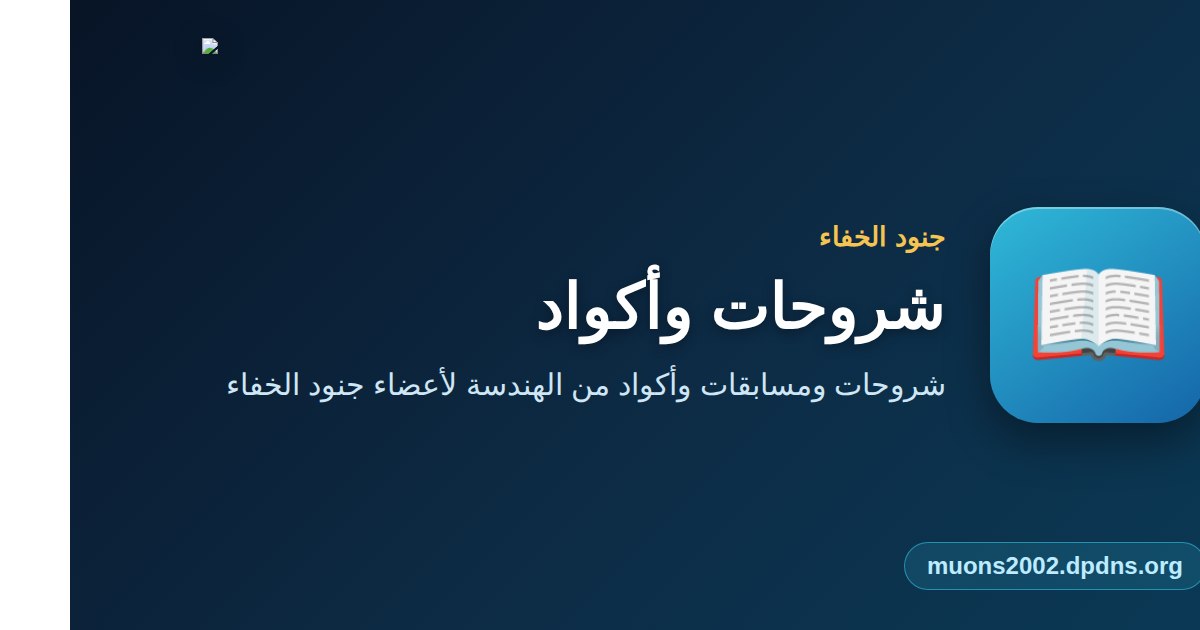 جنود الخفاء
شروحات وأكواد
شروحات ومسابقات وأكواد من الهندسة لأعضاء جنود الخفاء
muons2002.dpdns.org